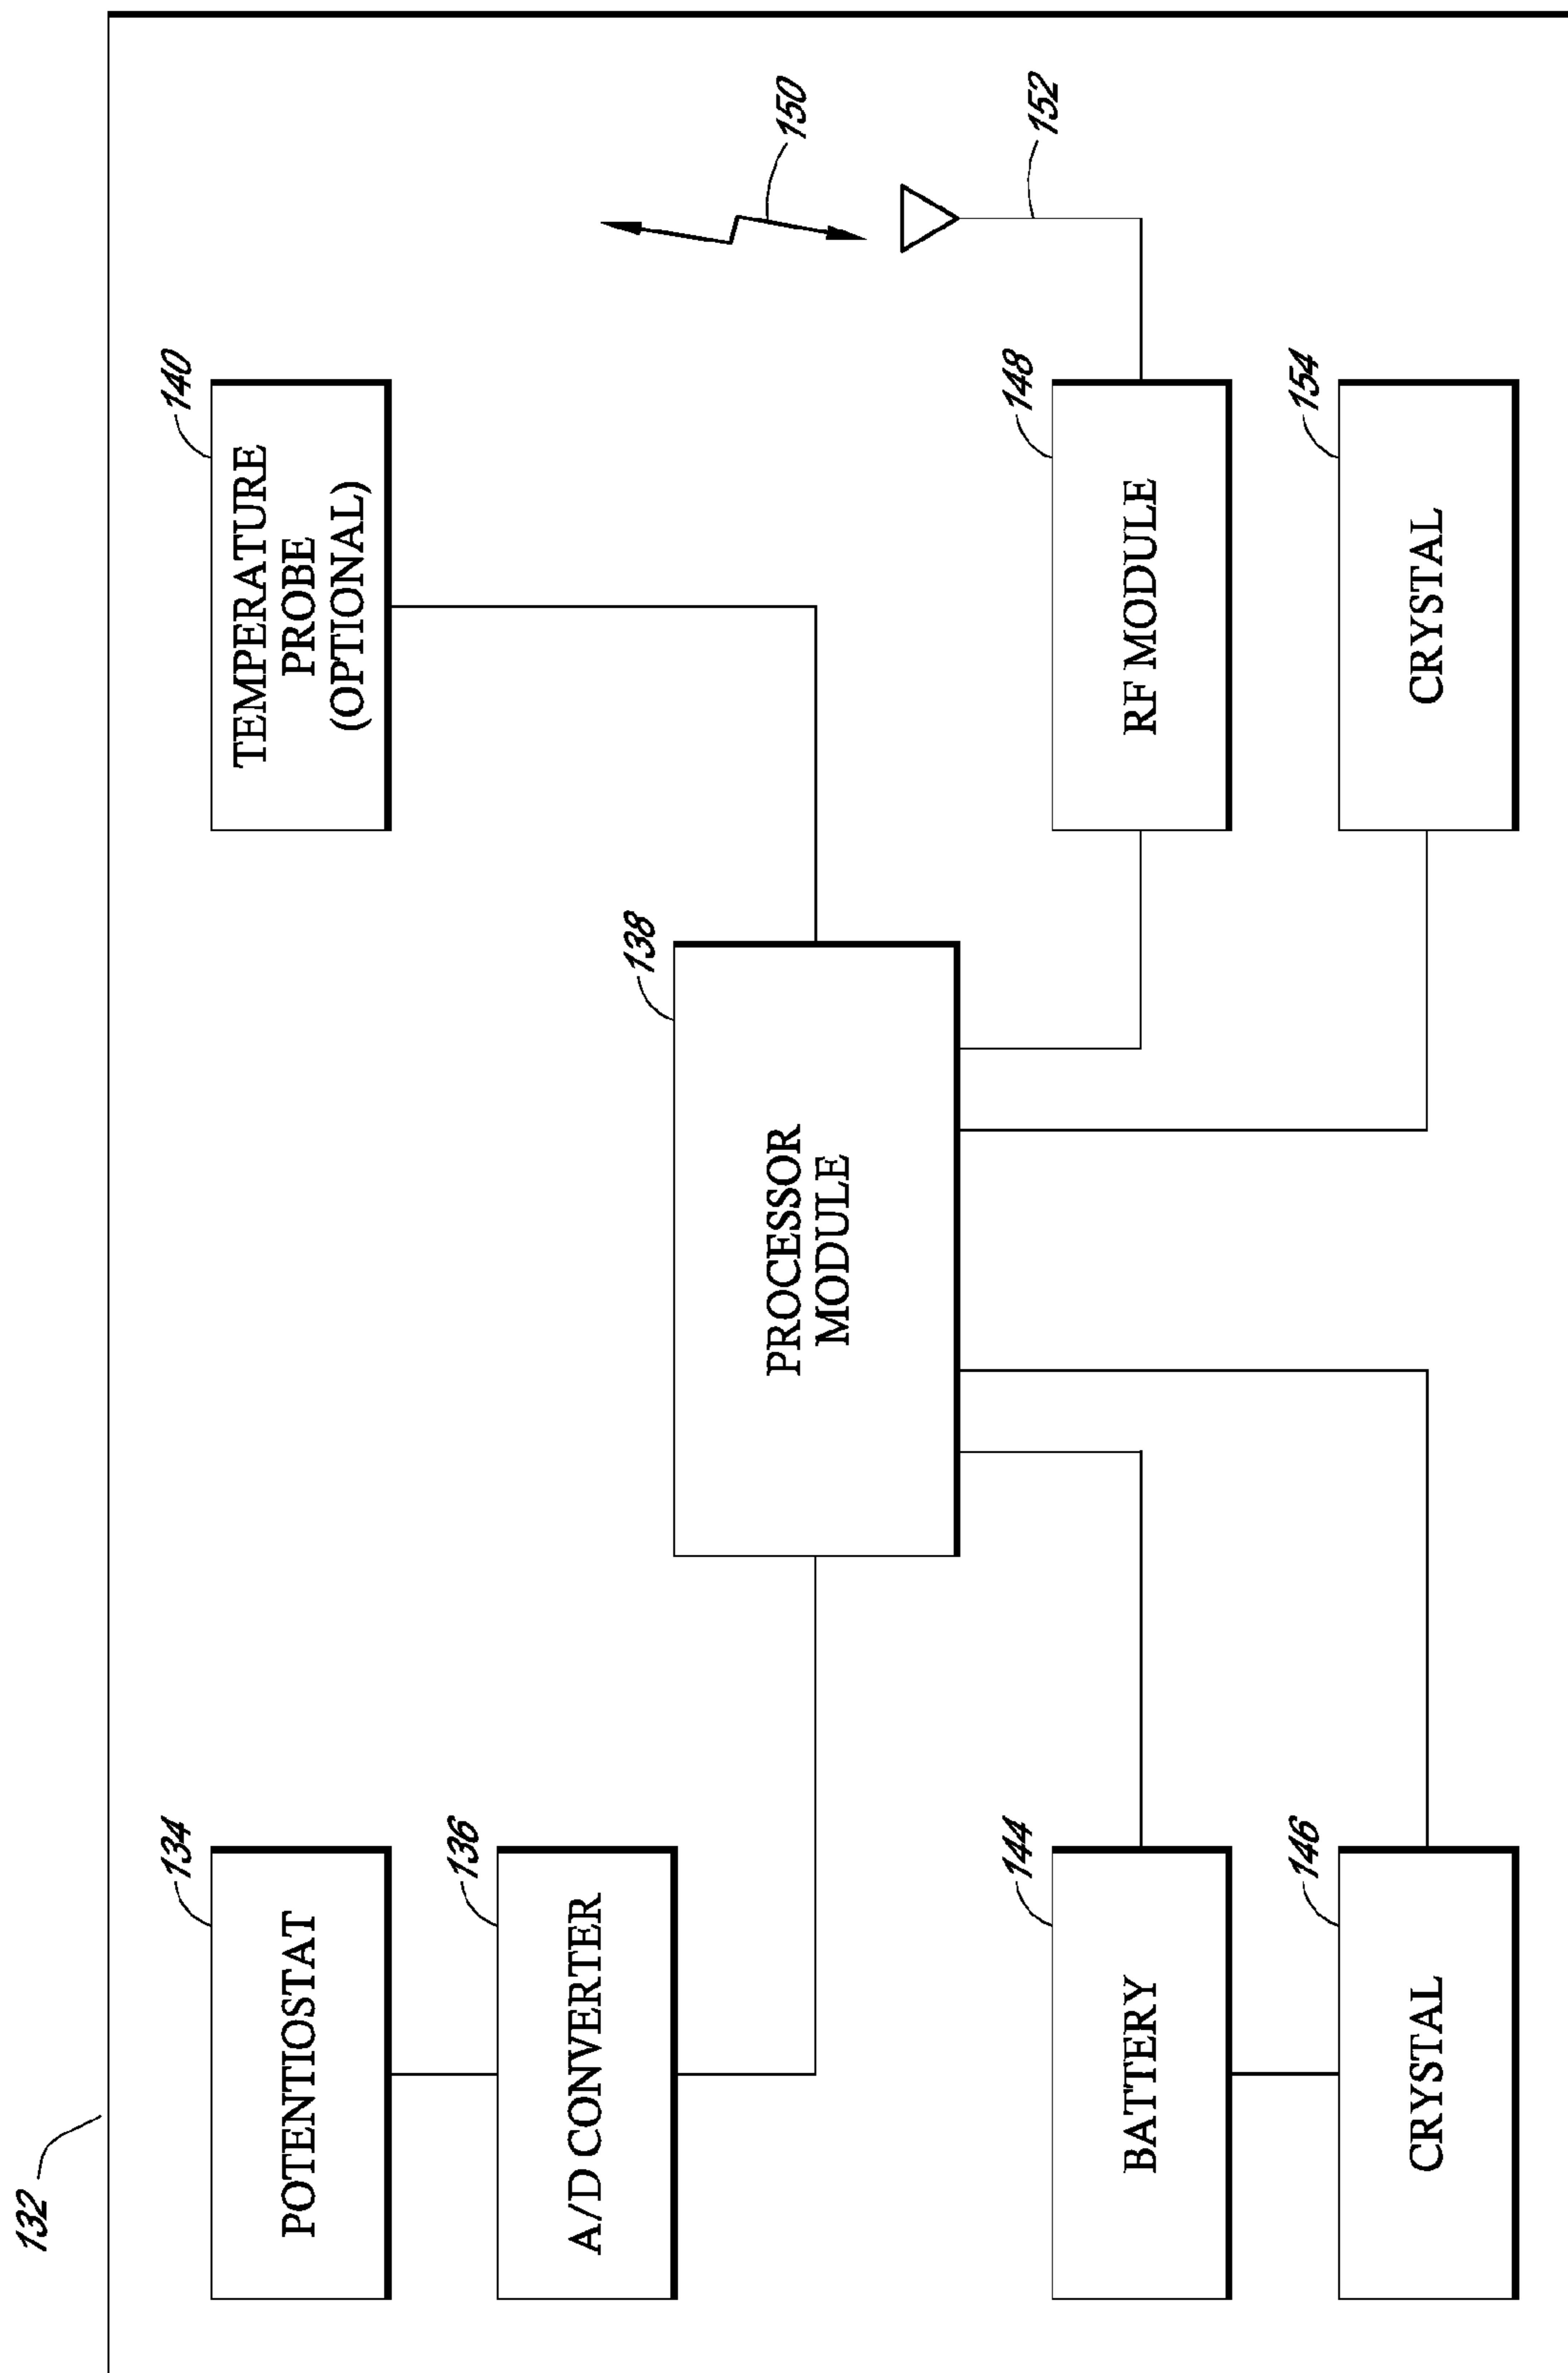 132
134
POTENTIOSTAT
140
TEMPERATURE
PROBE
(OPTIONAL)
136
A/D CONVERTER
138
PROCESSOR
MODULE
150
152
144
BATTERY
148
RF MODULE
146
CRYSTAL
154
CRYSTAL